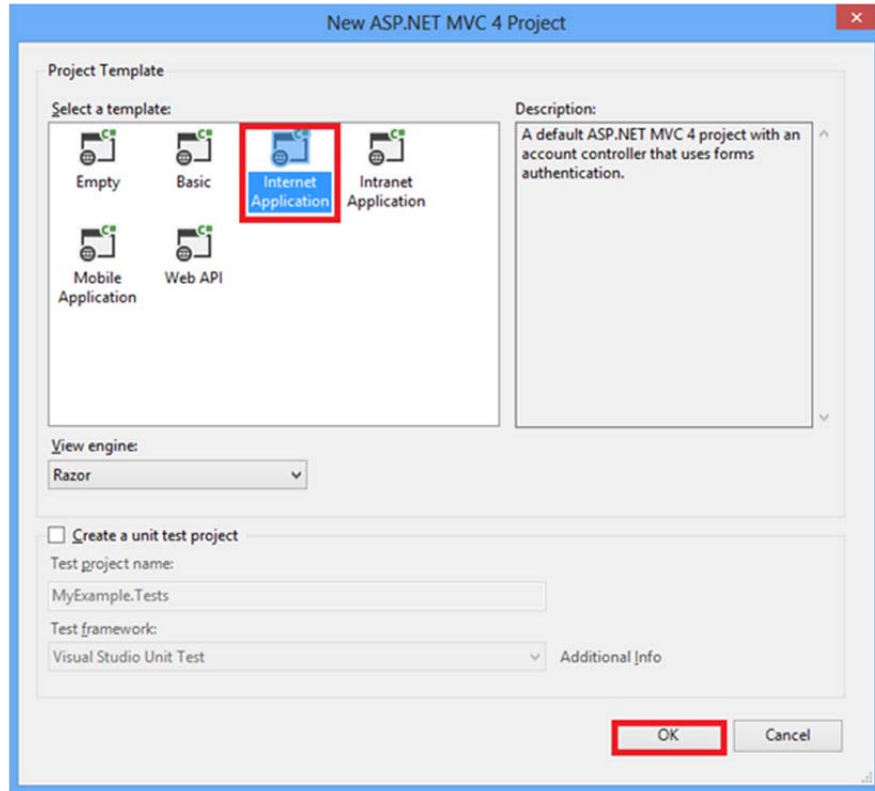 New ASP.NET MVC 4 Project
Project Template
Select a template:
Description:
C# C# C# C#
Empty Basic Internet Application Intranet Application
C# C#
Mobile Application Web API
A default ASP.NET MVC 4 project with an
account controller that uses forms
authentication.
View engine:
Razor
Create a unit test project
Test project name:
MyExample.Tests
Test framework:
Visual Studio Unit Test
Additional Info
OK
Cancel